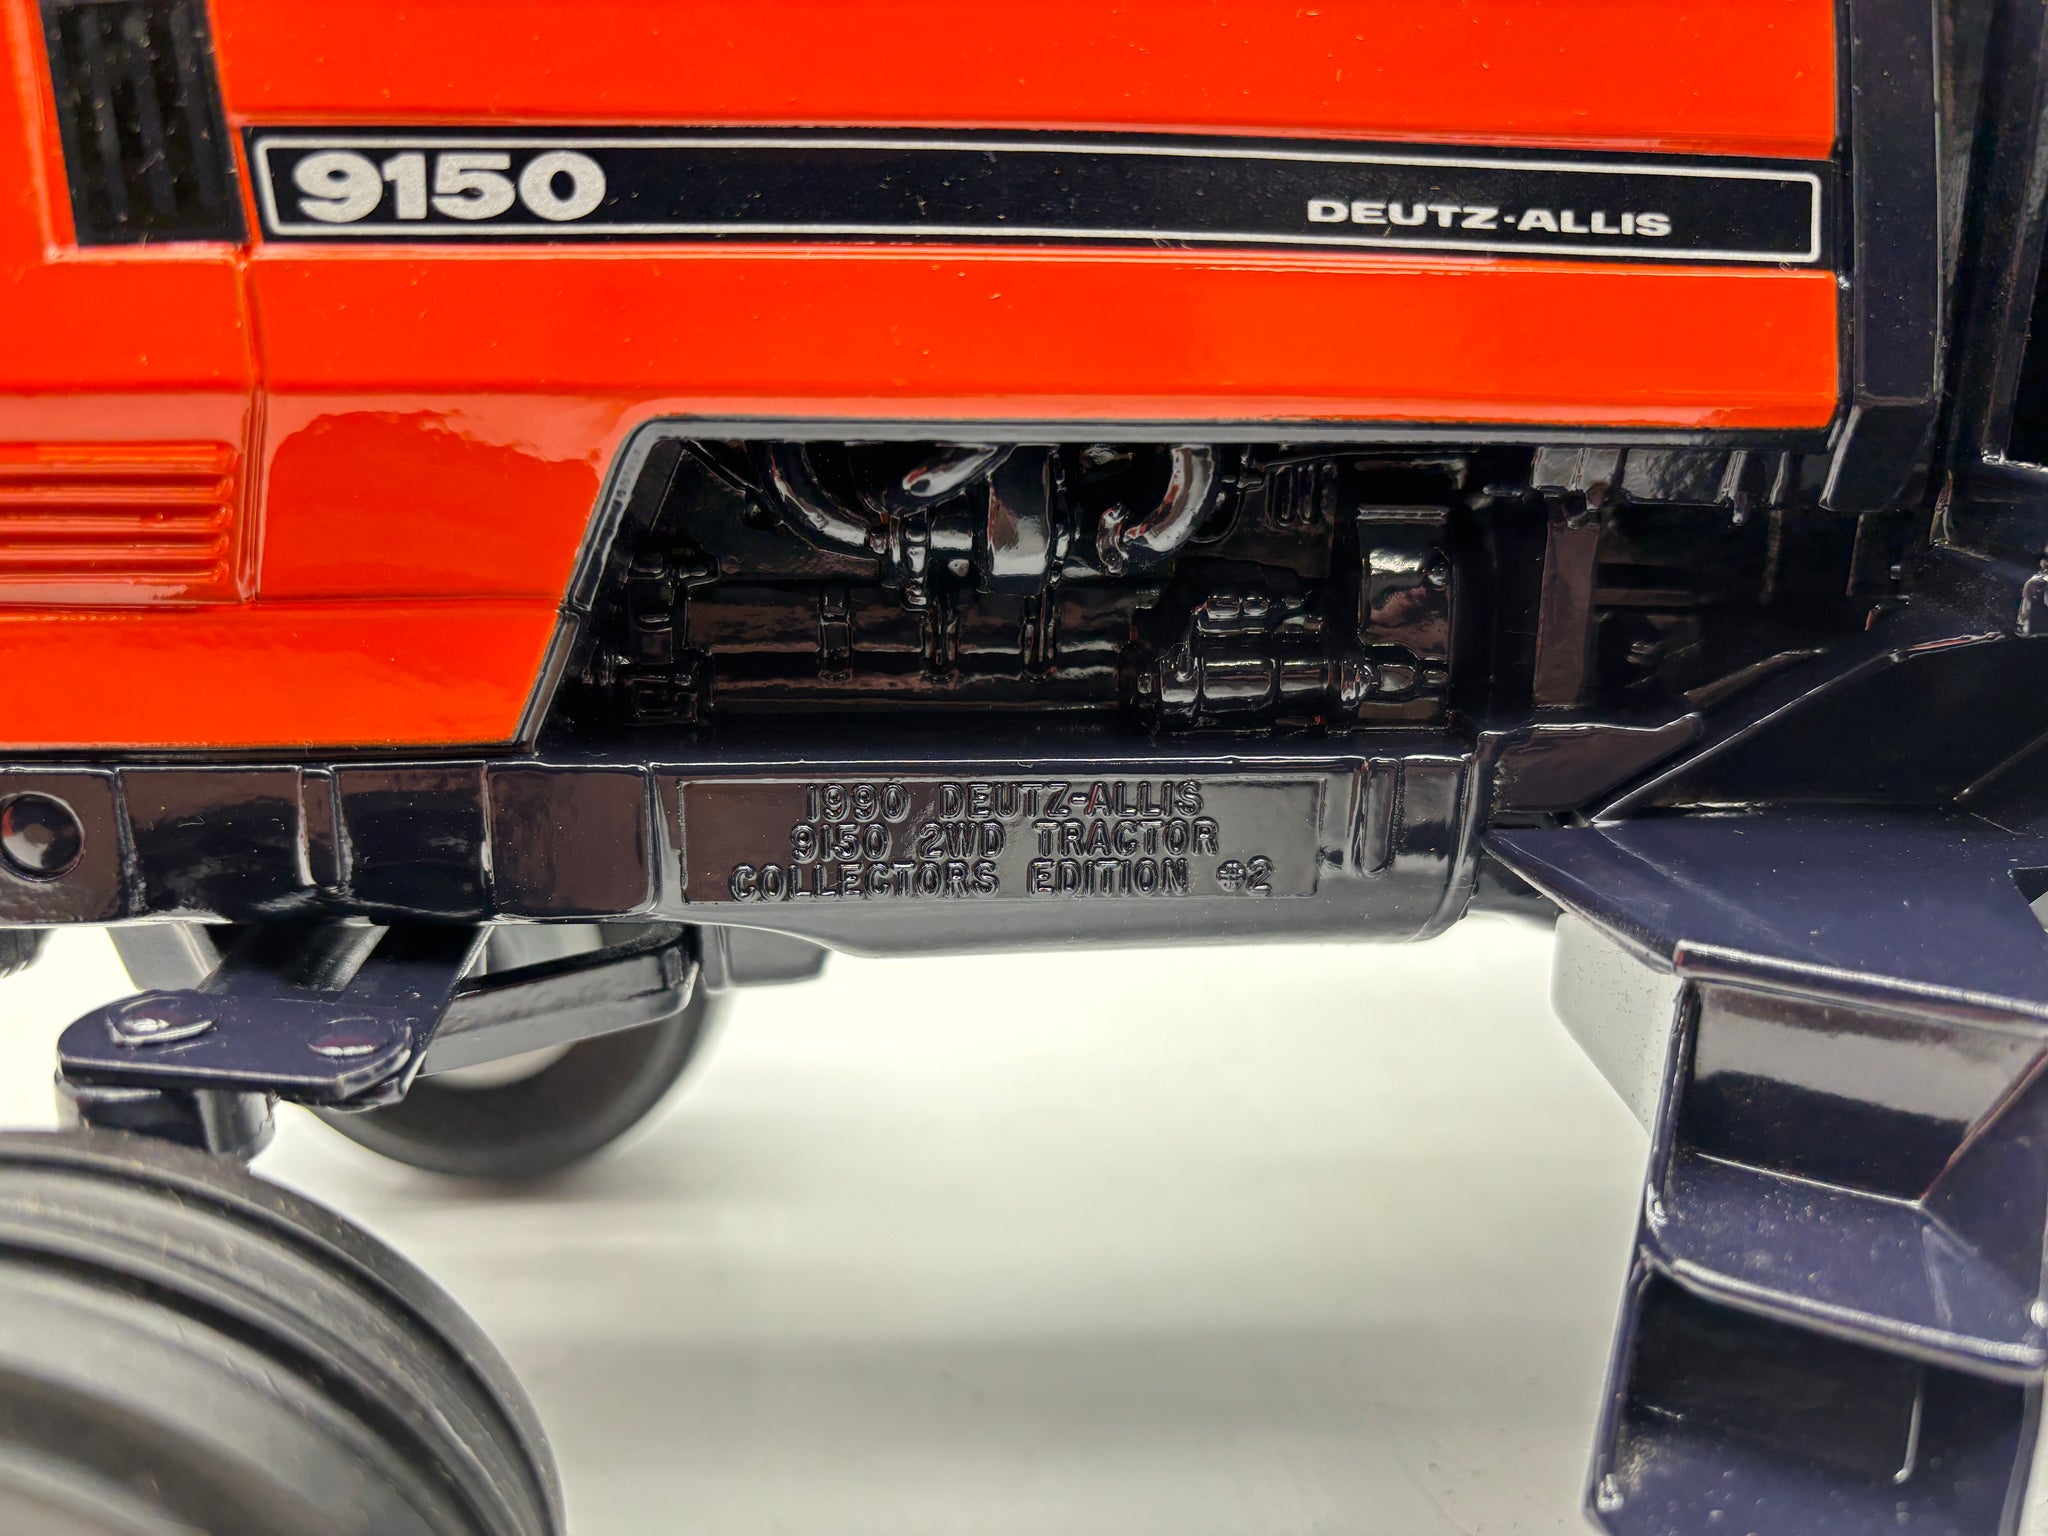 9150 DEUTZ-ALLIS
1990 DEUTZ-ALLIS
9150 2WD TRACTOR
COLLECTORS EDITION #2